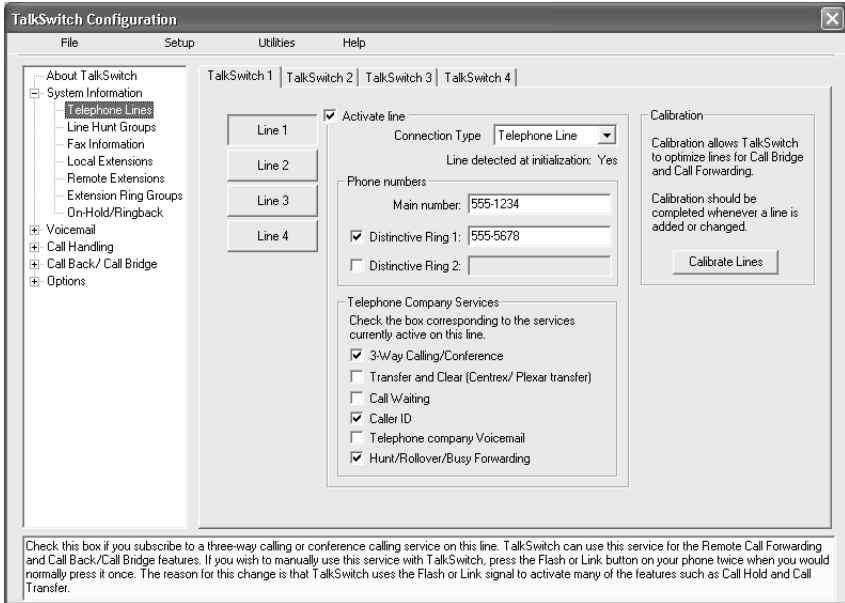 TalkSwitch Configuration
File Setup Utilities Help
About TalkSwitch
System Information
Telephone Lines
Line Hunt Groups
Fax Information
Local Extensions
Remote Extensions
Extension Ring Groups
On-Hold/Ringback
Voicemail
Call Handling
Call Back/ Call Bridge
Options
TalkSwitch 1 TalkSwitch 2 TalkSwitch 3 TalkSwitch 4
Line 1
Line 2
Line 3
Line 4
Activate line
Connection Type Telephone Line
Line detected at initialization: Yes
Phone numbers
Main number: 555-1234
Distinctive Ring 1: 555-5678
Distinctive Ring 2:
Telephone Company Services
Check the box corresponding to the services
currently active on this line.
3-Way Calling/Conference
Transfer and Clear (Centrex/ Plexar transfer)
Call Waiting
Caller ID
Telephone company Voicemail
Hunt/Rollover/Busy Forwarding
Calibration
Calibration allows TalkSwitch
to optimize lines for Call Bridge
and Call Forwarding.
Calibration should be
completed whenever a line is
added or changed.
Calibrate Lines
Check this box if you subscribe to a three-way calling or conference calling service on this line. TalkSwitch can use this service for the Remote Call Forwarding
and Call Back/Call Bridge features. If you wish to manually use this service with TalkSwitch, press the Flash or Link button on your phone twice when you would
normally press it once. The reason for this change is that TalkSwitch uses the Flash or Link signal to activate many of the features such as Call Hold and Call
Transfer.